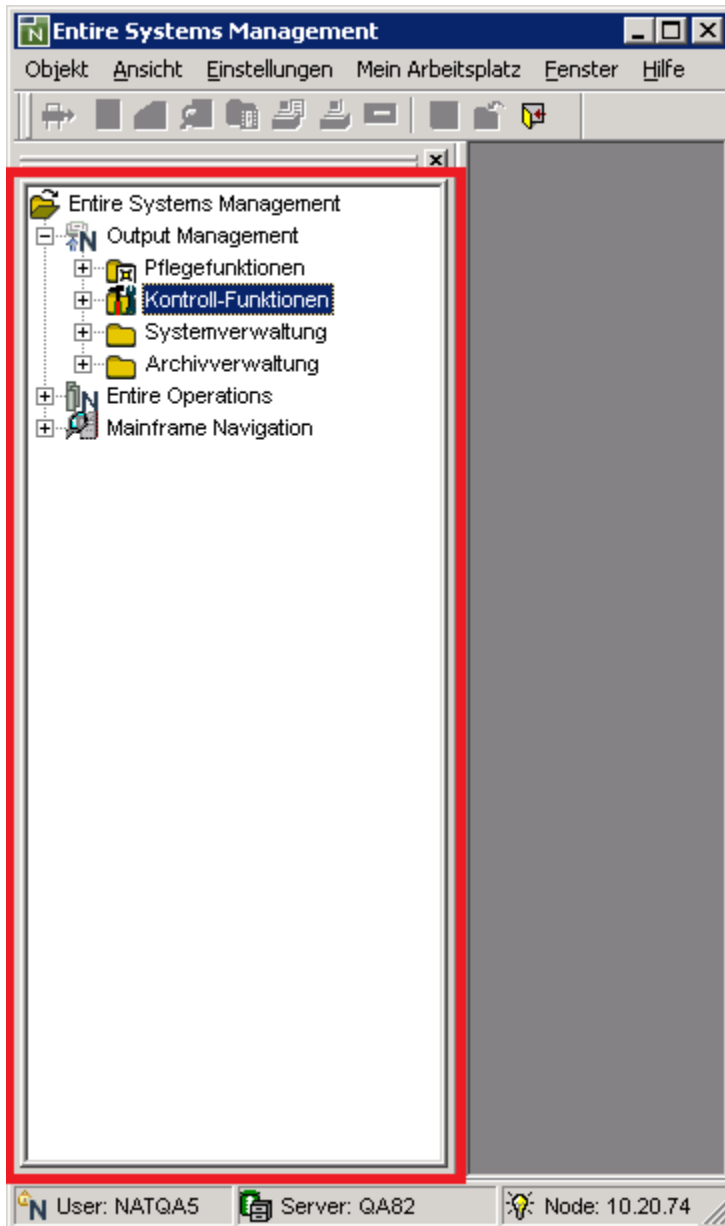 Entire Systems Management
Objekt Ansicht Einstellungen Mein Arbeitsplatz Fenster Hilfe
Entire Systems Management
Output Management
Pflegefunktionen
Kontroll-Funktionen
Systemverwaltung
Archivverwaltung
Entire Operations
Mainframe Navigation
User: NATQA5 Server: QA82 Node: 10.20.74